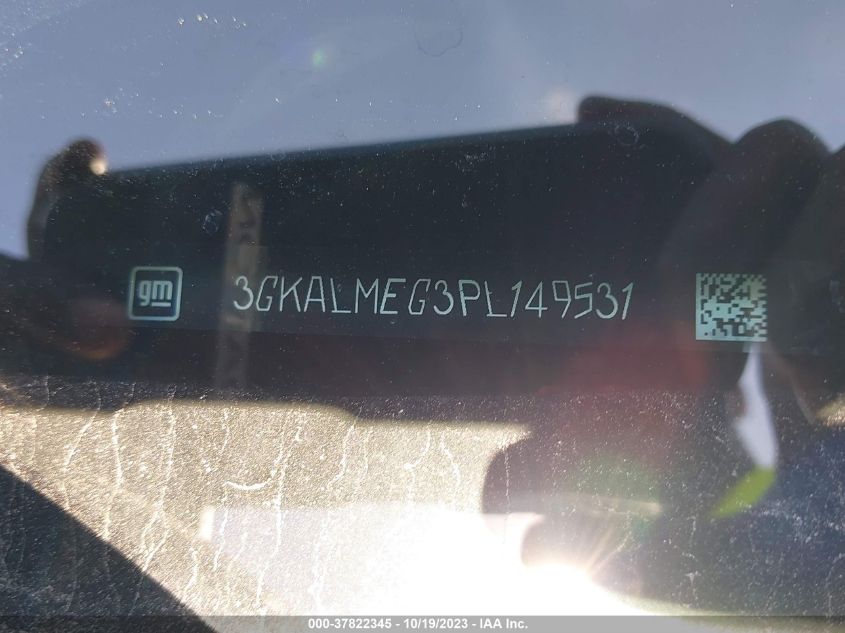 gm
3GKALMEG3PL149531
000-37822345 - 10/19/2023 - IAA Inc.